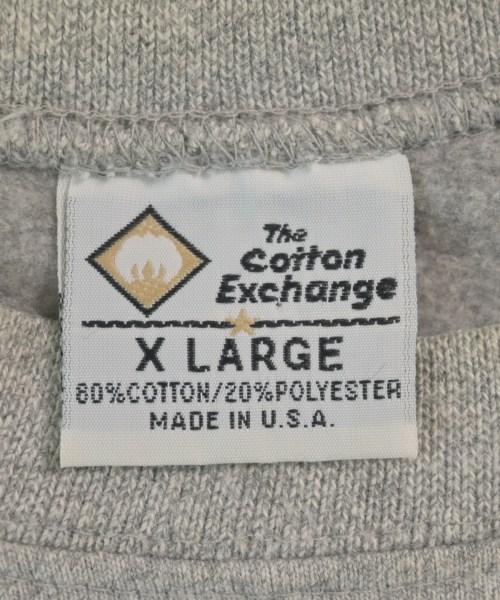 The
Cotton
Exchange
X LARGE
80%COTTON/20%POLYESTER
MADE IN U.S.A.